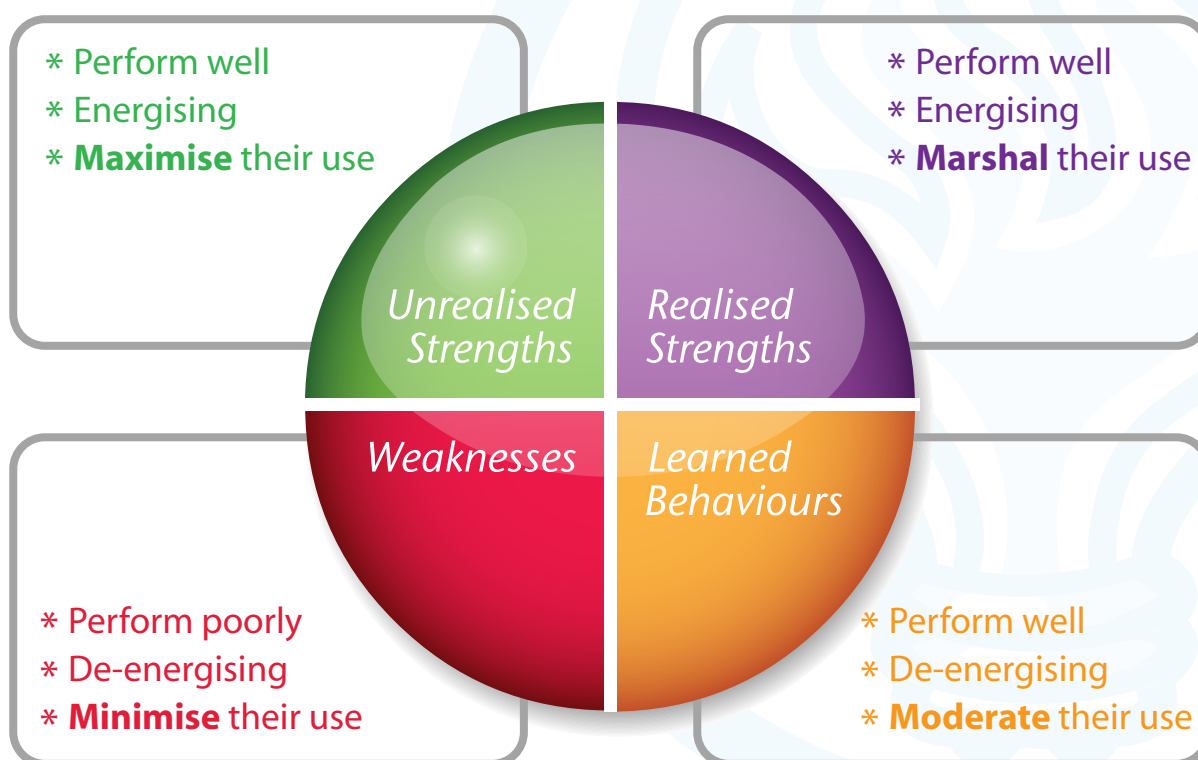 * Perform well
* Energising
* Maximise their use
* Perform well
* Energising
* Marshal their use
Unrealised
Strengths
Realised
Strengths
Weaknesses
Learned
Behaviours
* Perform poorly
* De-energising
* Minimise their use
* Perform well
* De-energising
* Moderate their use